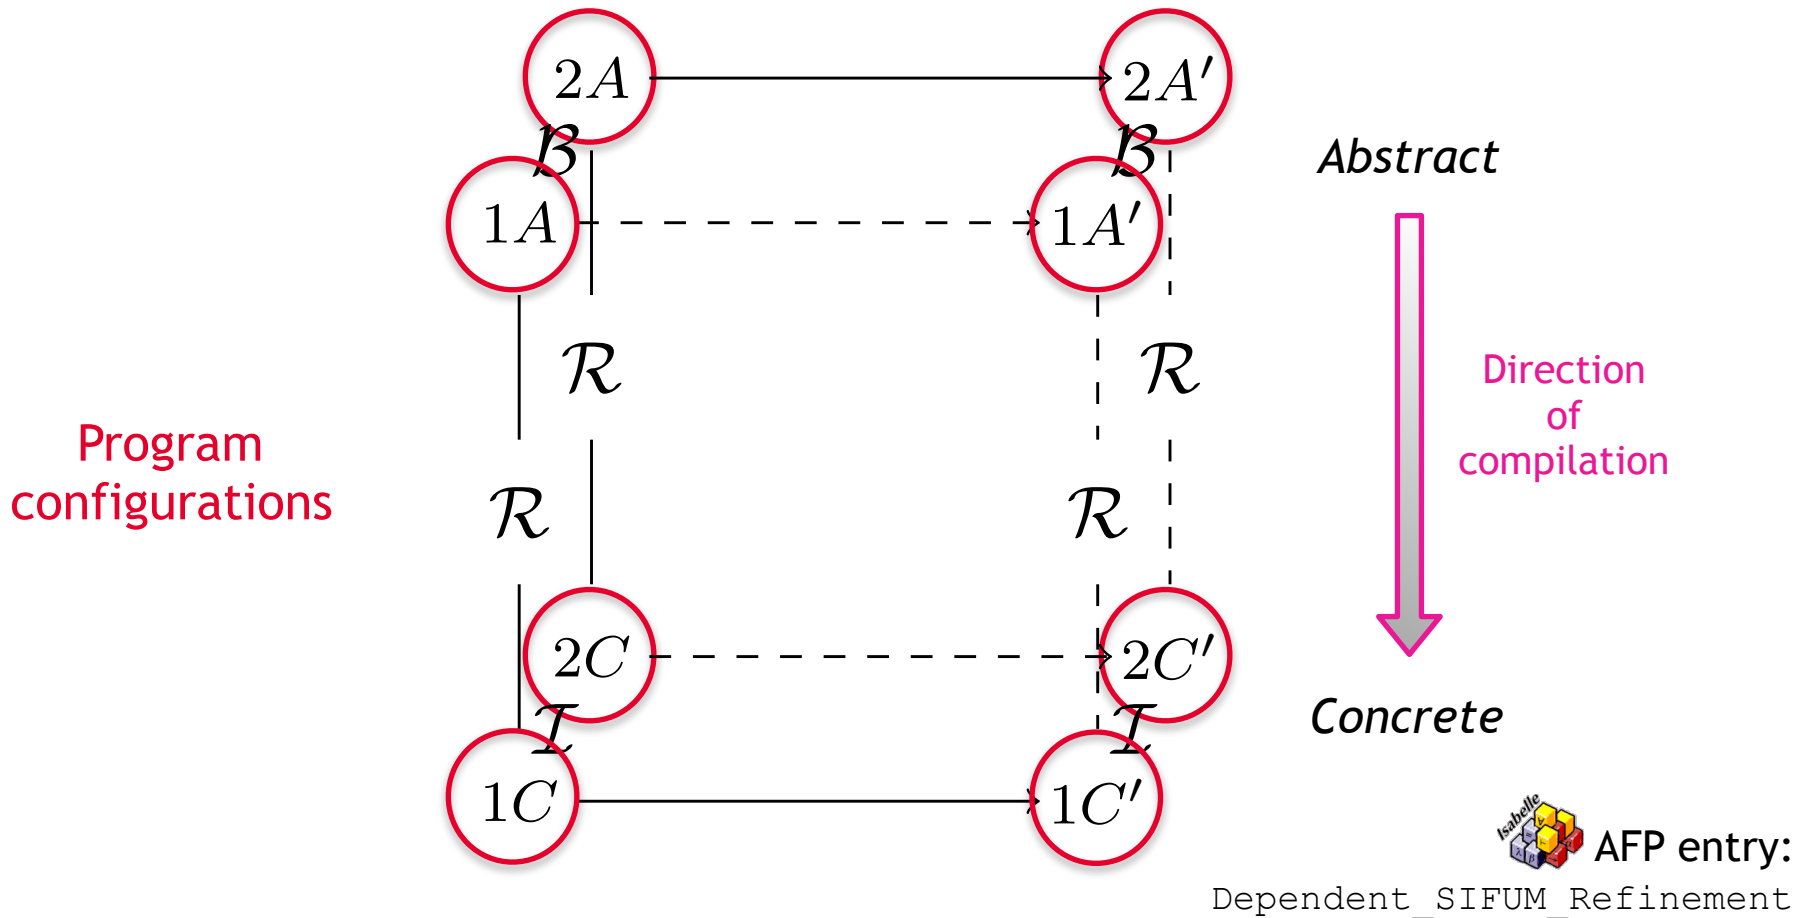 2A 2A′
ℬ ℬ
Abstract
1A 1A′
ℛ ℛ
Direction
of
compilation
Program
configurations
ℛ ℛ
2C 2C′
ℐ ℐ
Concrete
1C 1C′
Isabelle
AFP entry:
Dependent_SIFUM_Refinement